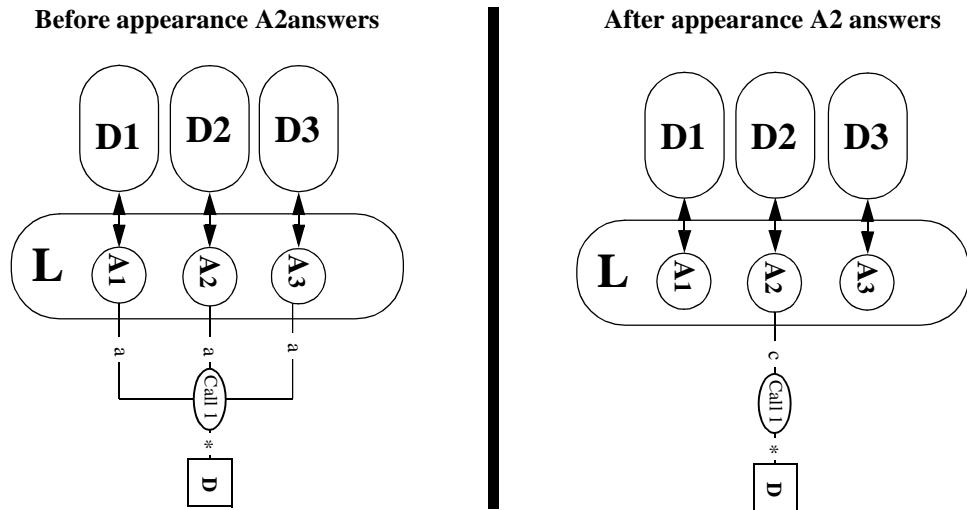 Before appearance A2answers
D1 D2 D3
L A1 A2 A3
a a a
Call 1
*
D
After appearance A2 answers
D1 D2 D3
L A1 A2 A3
c
Call 1
*
D